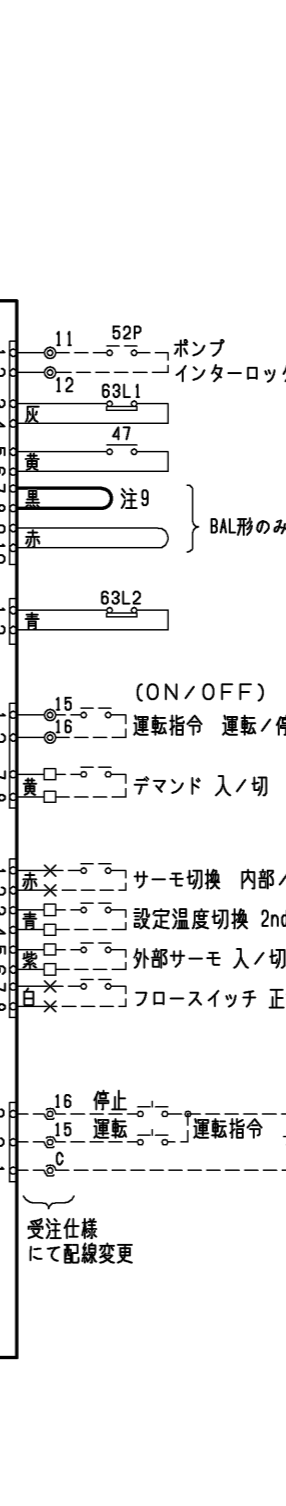 11 52P ポンプ
12 インターロック
灰 63L1
黄 47
黒 注9
赤 BAL形のみ
青 63L2
(ON/OFF)
15
16 運転指令 運転/停
黄 デマンド 入/切
赤 サーモ切換 内部/
青 設定温度切換 2nd
紫 外部サーモ 入/切
白 フロースイッチ 正
16 停止
15 運転 運転指令
C
受注仕様
にて配線変更